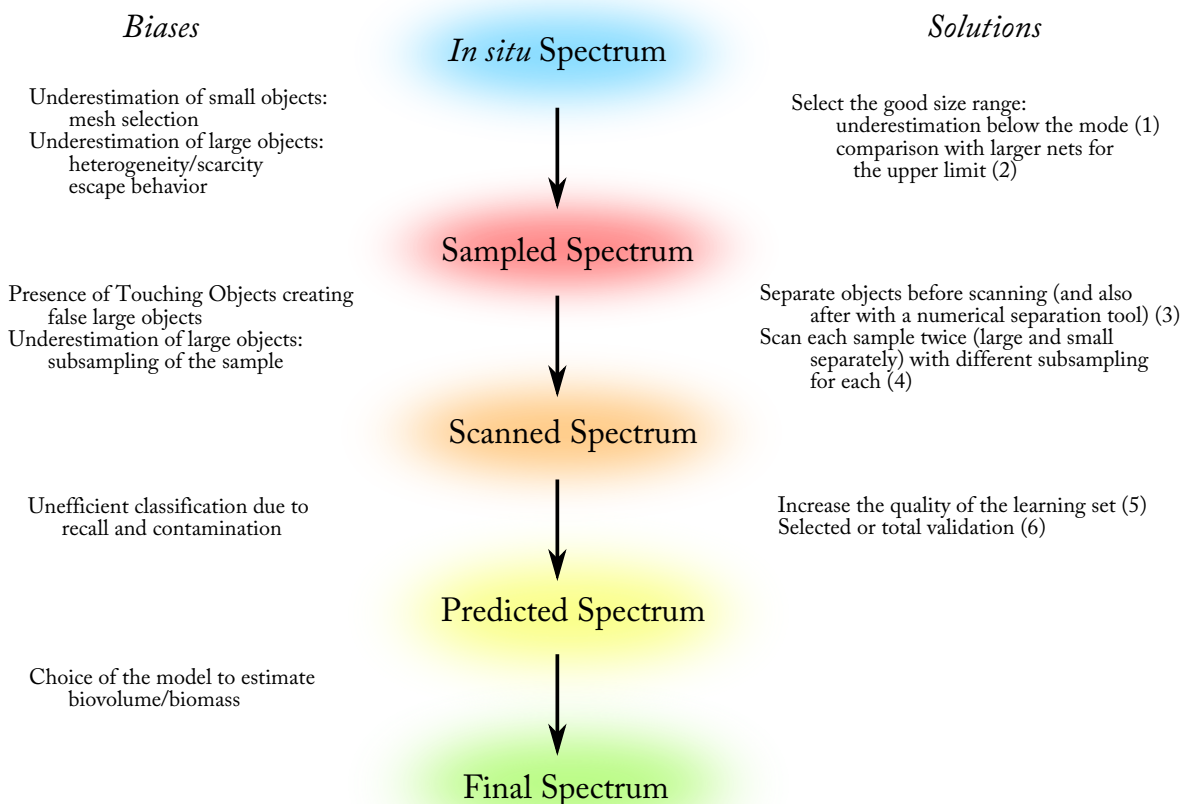 Biases
In situ Spectrum
Solutions
Underestimation of small objects:
mesh selection
Underestimation of large objects:
heterogeneity/scarcity
escape behavior
Select the good size range:
underestimation below the mode (1)
comparison with larger nets for
the upper limit (2)
Sampled Spectrum
Presence of Touching Objects creating
false large objects
Underestimation of large objects:
subsampling of the sample
Separate objects before scanning (and also
after with a numerical separation tool) (3)
Scan each sample twice (large and small
separately) with different subsampling
for each (4)
Scanned Spectrum
Unefficient classification due to
recall and contamination
Increase the quality of the learning set (5)
Selected or total validation (6)
Predicted Spectrum
Choice of the model to estimate
biovolume/biomass
Final Spectrum